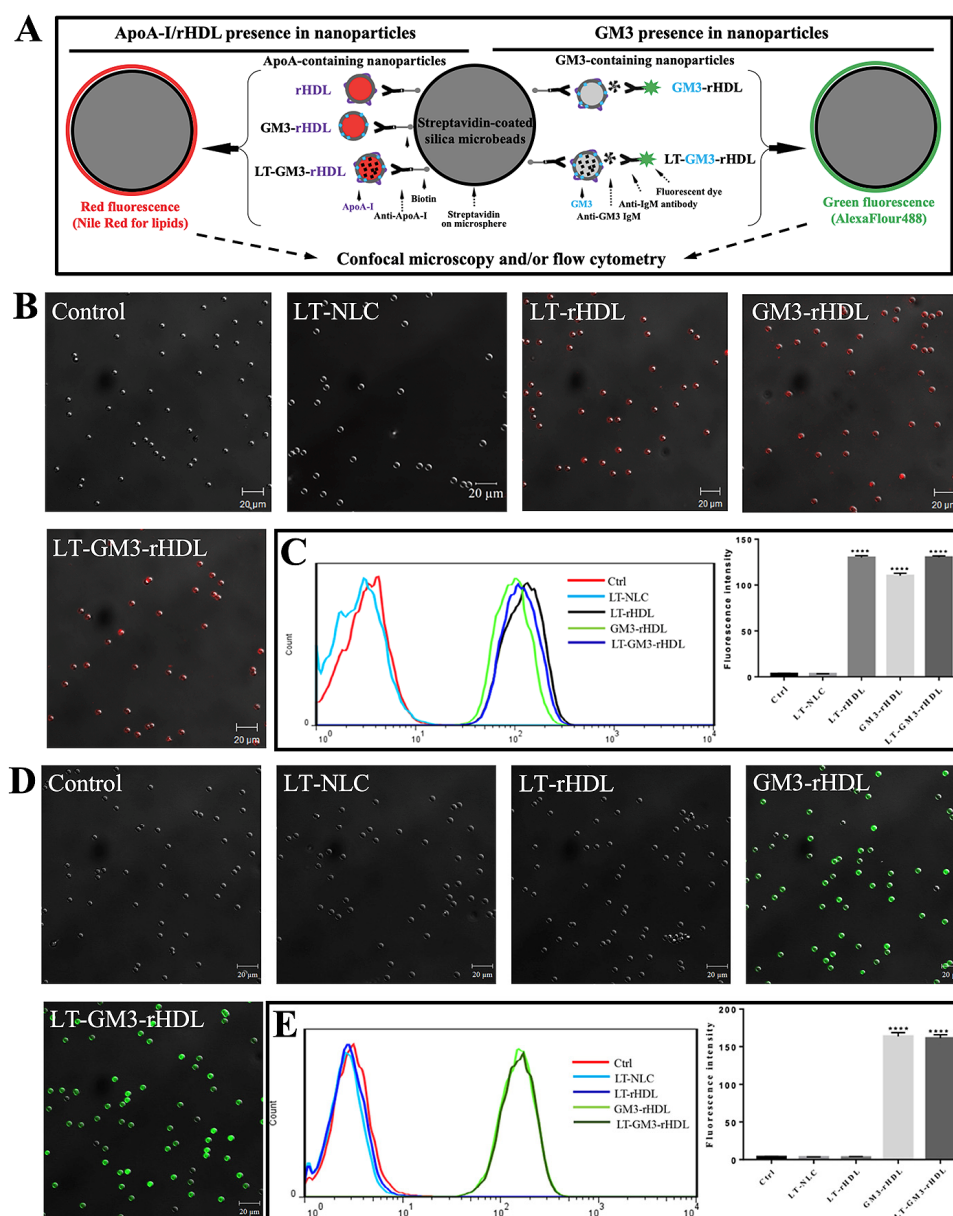 A
ApoA-I/rHDL presence in nanoparticles
GM3 presence in nanoparticles
ApoA-containing nanoparticles
GM3-containing nanoparticles
rHDL
GM3-rHDL
LT-GM3-rHDL
Streptavidin-coated
silica microbeads
GM3-rHDL
LT-GM3-rHDL
ApoA-I
Anti-ApoA-I
Biotin
Streptavidin
on microsphere
GM3
Anti-GM3 IgM
Anti-IgM antibody
Fluorescent dye
Red fluorescence
(Nile Red for lipids)
Green fluorescence
(AlexaFlour488)
Confocal microscopy and/or flow cytometry
B
Control
20 µm
LT-NLC
20 µm
LT-rHDL
20 µm
GM3-rHDL
20 µm
LT-GM3-rHDL
20 µm
C
Count
0
10⁰
10¹
10²
10³
10⁴
Ctrl
LT-NLC
LT-rHDL
GM3-rHDL
LT-GM3-rHDL
Fluorescence intensity
150
100
50
0
****
****
****
Ctrl
LT-NLC
LT-rHDL
GM3-rHDL
LT-GM3-rHDL
D
Control
20 µm
LT-NLC
20 µm
LT-rHDL
20 µm
GM3-rHDL
20 µm
LT-GM3-rHDL
20 µm
E
Count
0
10⁰
10¹
10²
10³
10⁴
Ctrl
LT-NLC
LT-rHDL
GM3-rHDL
LT-GM3-rHDL
Fluorescence intensity
200
150
100
50
0
****
****
Ctrl
LT-NLC
LT-rHDL
GM3-rHDL
LT-GM3-rHDL